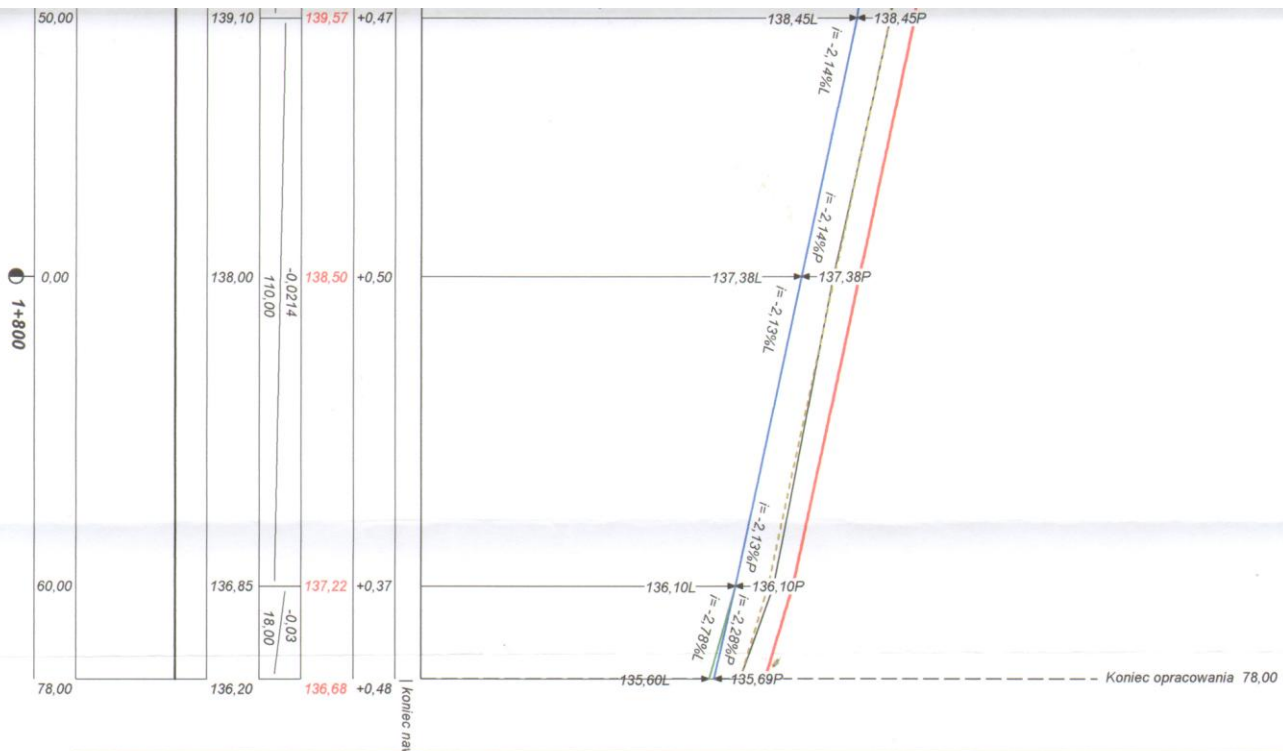 50,00 139,10 139,57 +0,47 138,45L 138,45P
i= -2,14%L
i= -2,14%P
1+800
0,00 138,00 138,50 +0,50 137,38L 137,38P
-0,0214
110,00
i= -2,13%L
i= -2,13%P
60,00 136,85 137,22 +0,37 136,10L 136,10P
-0,03
18,00
i= -2,78%L
i= -2,28%P
78,00 136,20 136,68 +0,48 135,60L 135,69P Koniec opracowania 78,00
koniec naw